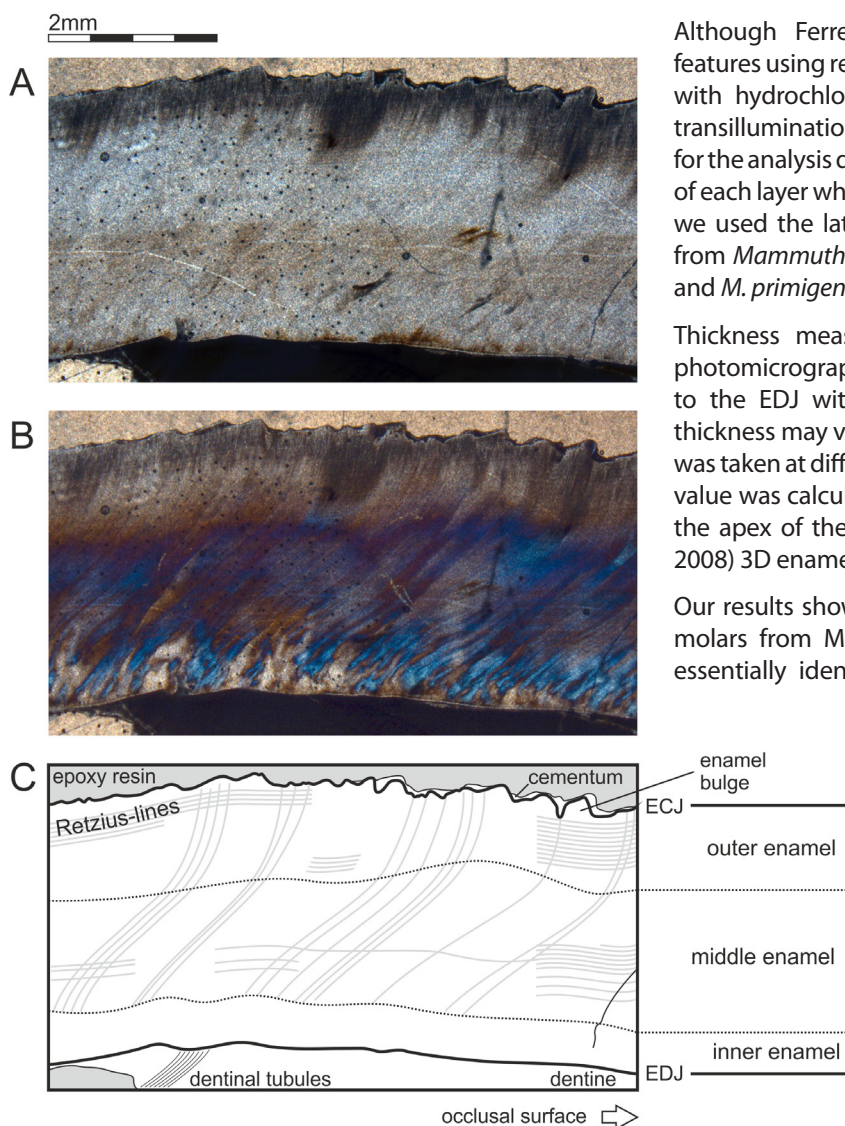 2mm
A
B
C
epoxy resin
cementum
enamel
bulge
Retzius-lines
ECJ
outer enamel
middle enamel
inner enamel
dentinal tubules
dentine
EDJ
occlusal surface
Although Ferre
features using re
with hydrochlo
transillumination
for the analysis
of each layer
we used the lat
from Mammuth
and M. primigen
Thickness meas
photomicrograp
to the EDJ with
thickness may v
was taken at diff
value was calcu
the apex of the
2008) 3D ename
Our results show
molars from M
essentially iden